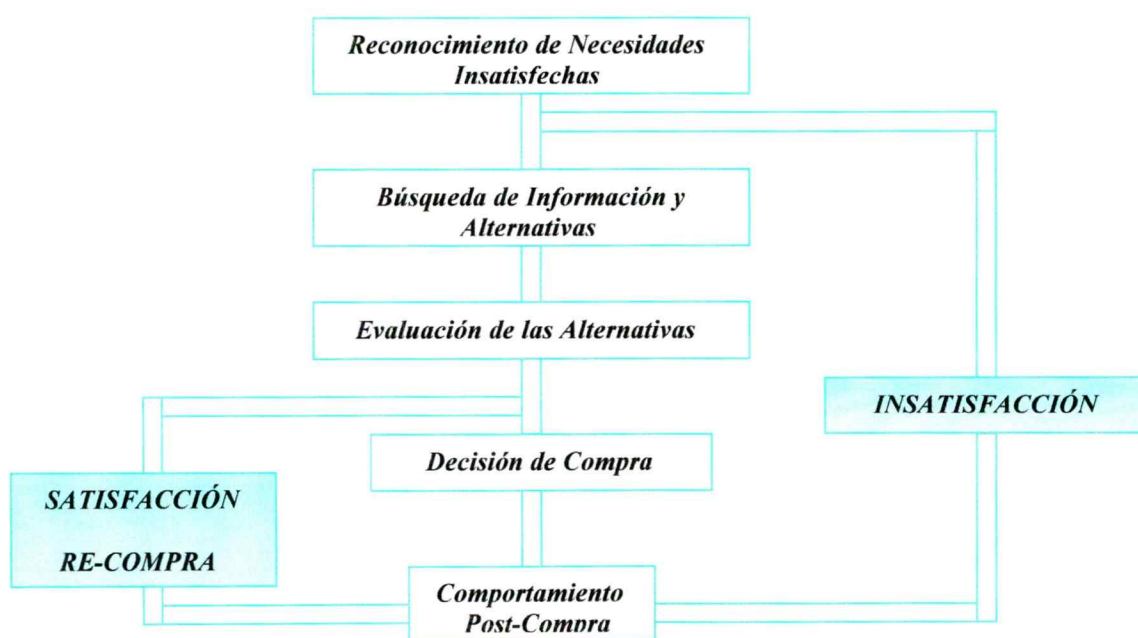 Reconocimiento de Necesidades
Insatisfechas
Búsqueda de Información y
Alternativas
Evaluación de las Alternativas
INSATISFACCIÓN
Decisión de Compra
SATISFACCIÓN
RE-COMPRA
Comportamiento
Post-Compra